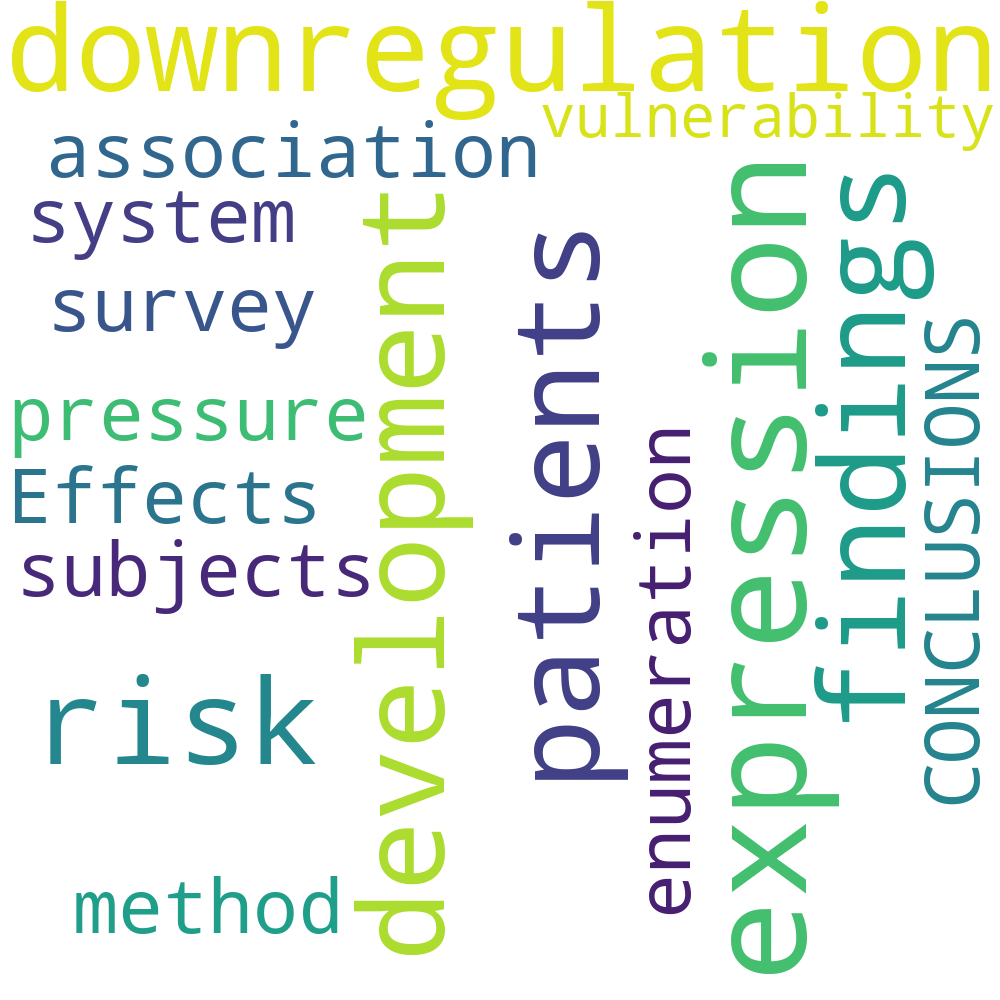 downregulation
vulnerability
association
system
survey
pressure
Effects
subjects
risk
method
development
patients
enumeration
expression
findings
CONCLUSIONS